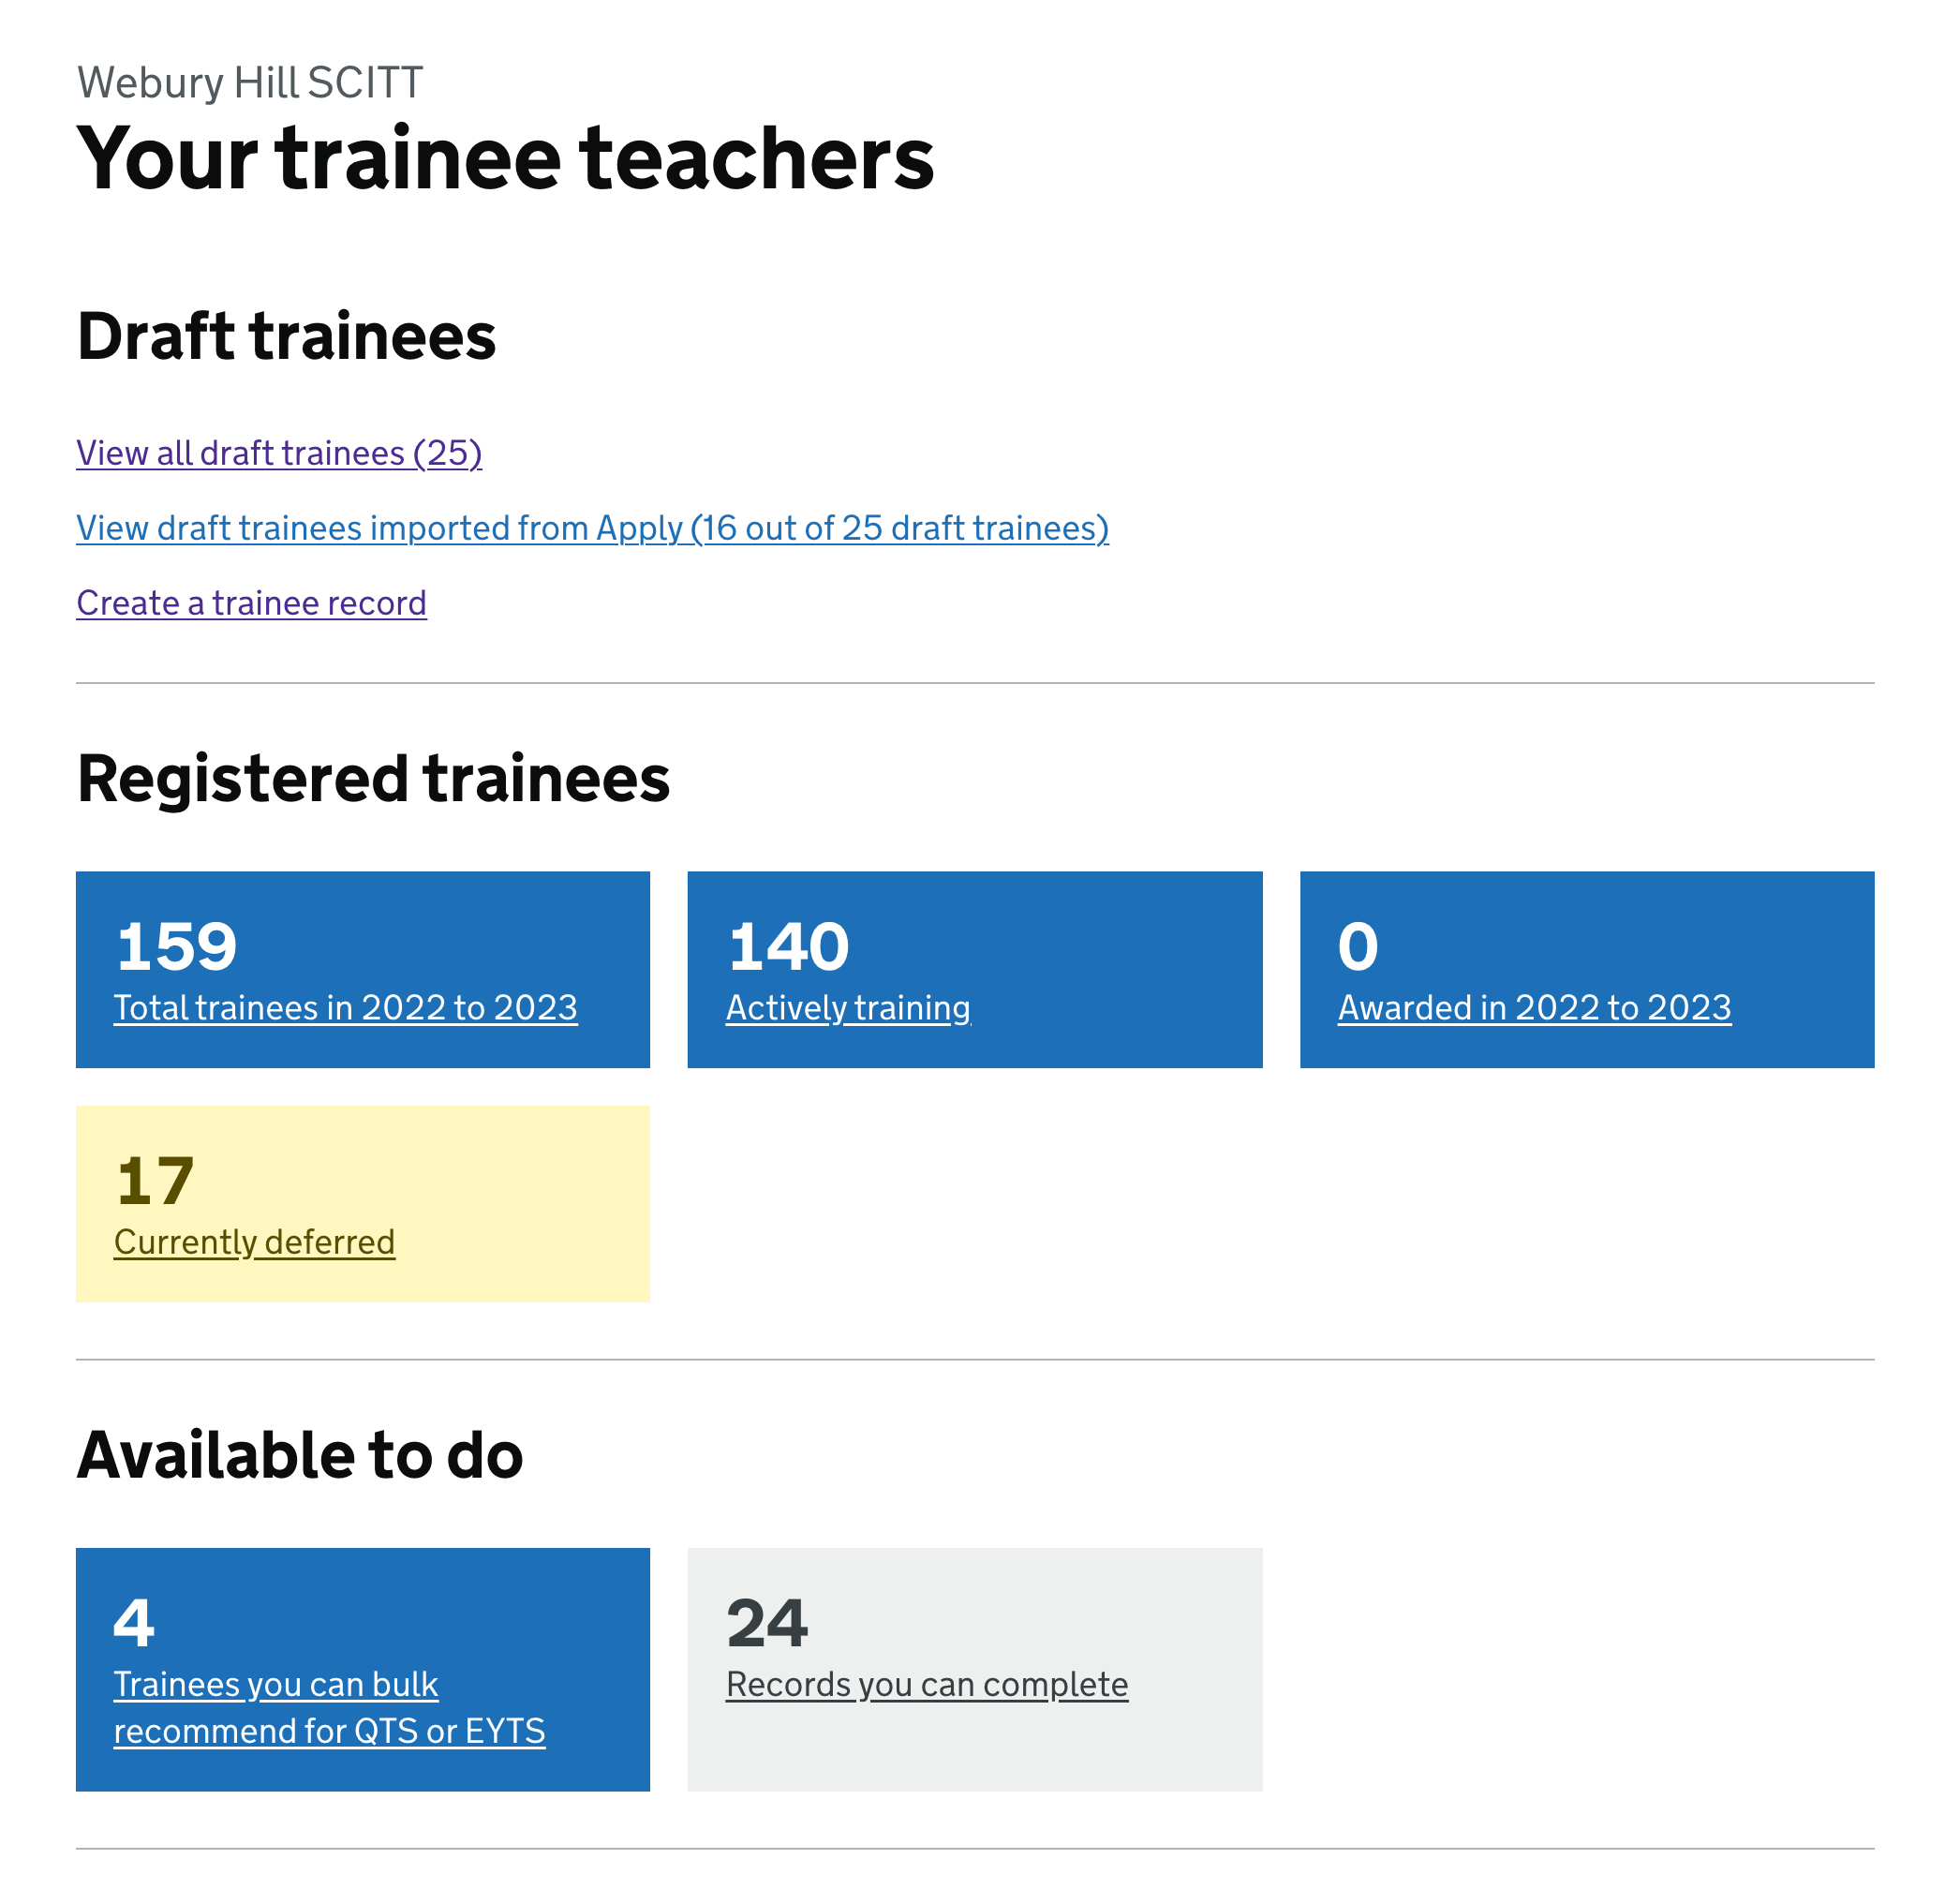 Webury Hill SCITT
Your trainee teachers
Draft trainees
View all draft trainees (25)
View draft trainees imported from Apply (16 out of 25 draft trainees)
Create a trainee record
Registered trainees
159
Total trainees in 2022 to 2023
140
Actively training
0
Awarded in 2022 to 2023
17
Currently deferred
Available to do
4
Trainees you can bulk
recommend for QTS or EYTS
24
Records you can complete